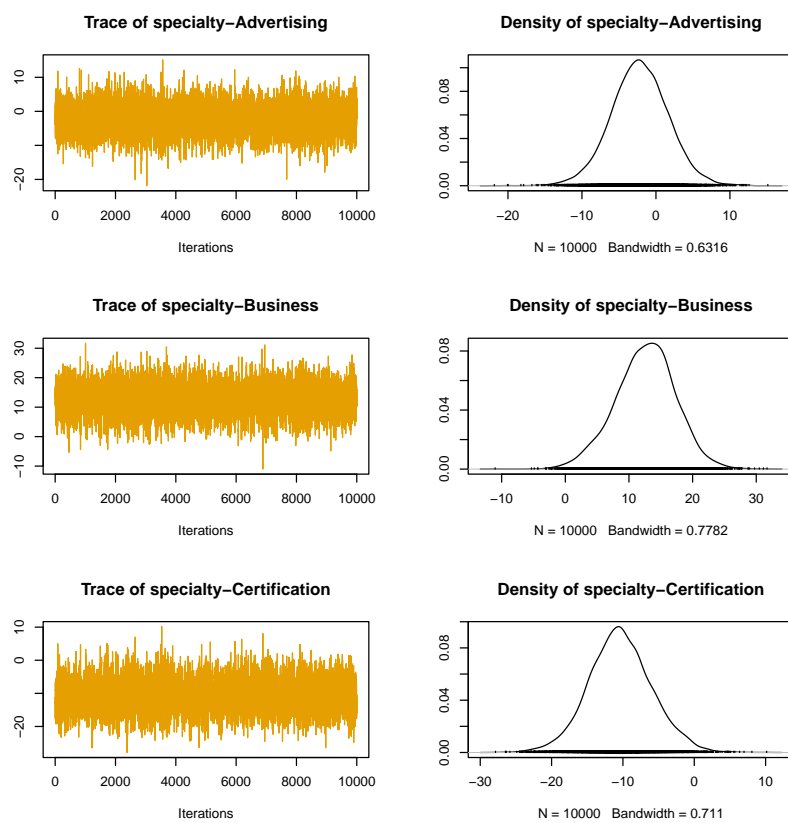 Trace of specialty−Advertising
10
0
−20
0 2000 4000 6000 8000 10000
Iterations
Density of specialty−Advertising
0.08
0.04
0.00
−20 −10 0 10
N = 10000 Bandwidth = 0.6316
Trace of specialty−Business
30
20
10
0
−10
0 2000 4000 6000 8000 10000
Iterations
Density of specialty−Business
0.08
0.04
0.00
−10 0 10 20 30
N = 10000 Bandwidth = 0.7782
Trace of specialty−Certification
10
0
−20
0 2000 4000 6000 8000 10000
Iterations
Density of specialty−Certification
0.08
0.04
0.00
−30 −20 −10 0 10
N = 10000 Bandwidth = 0.711